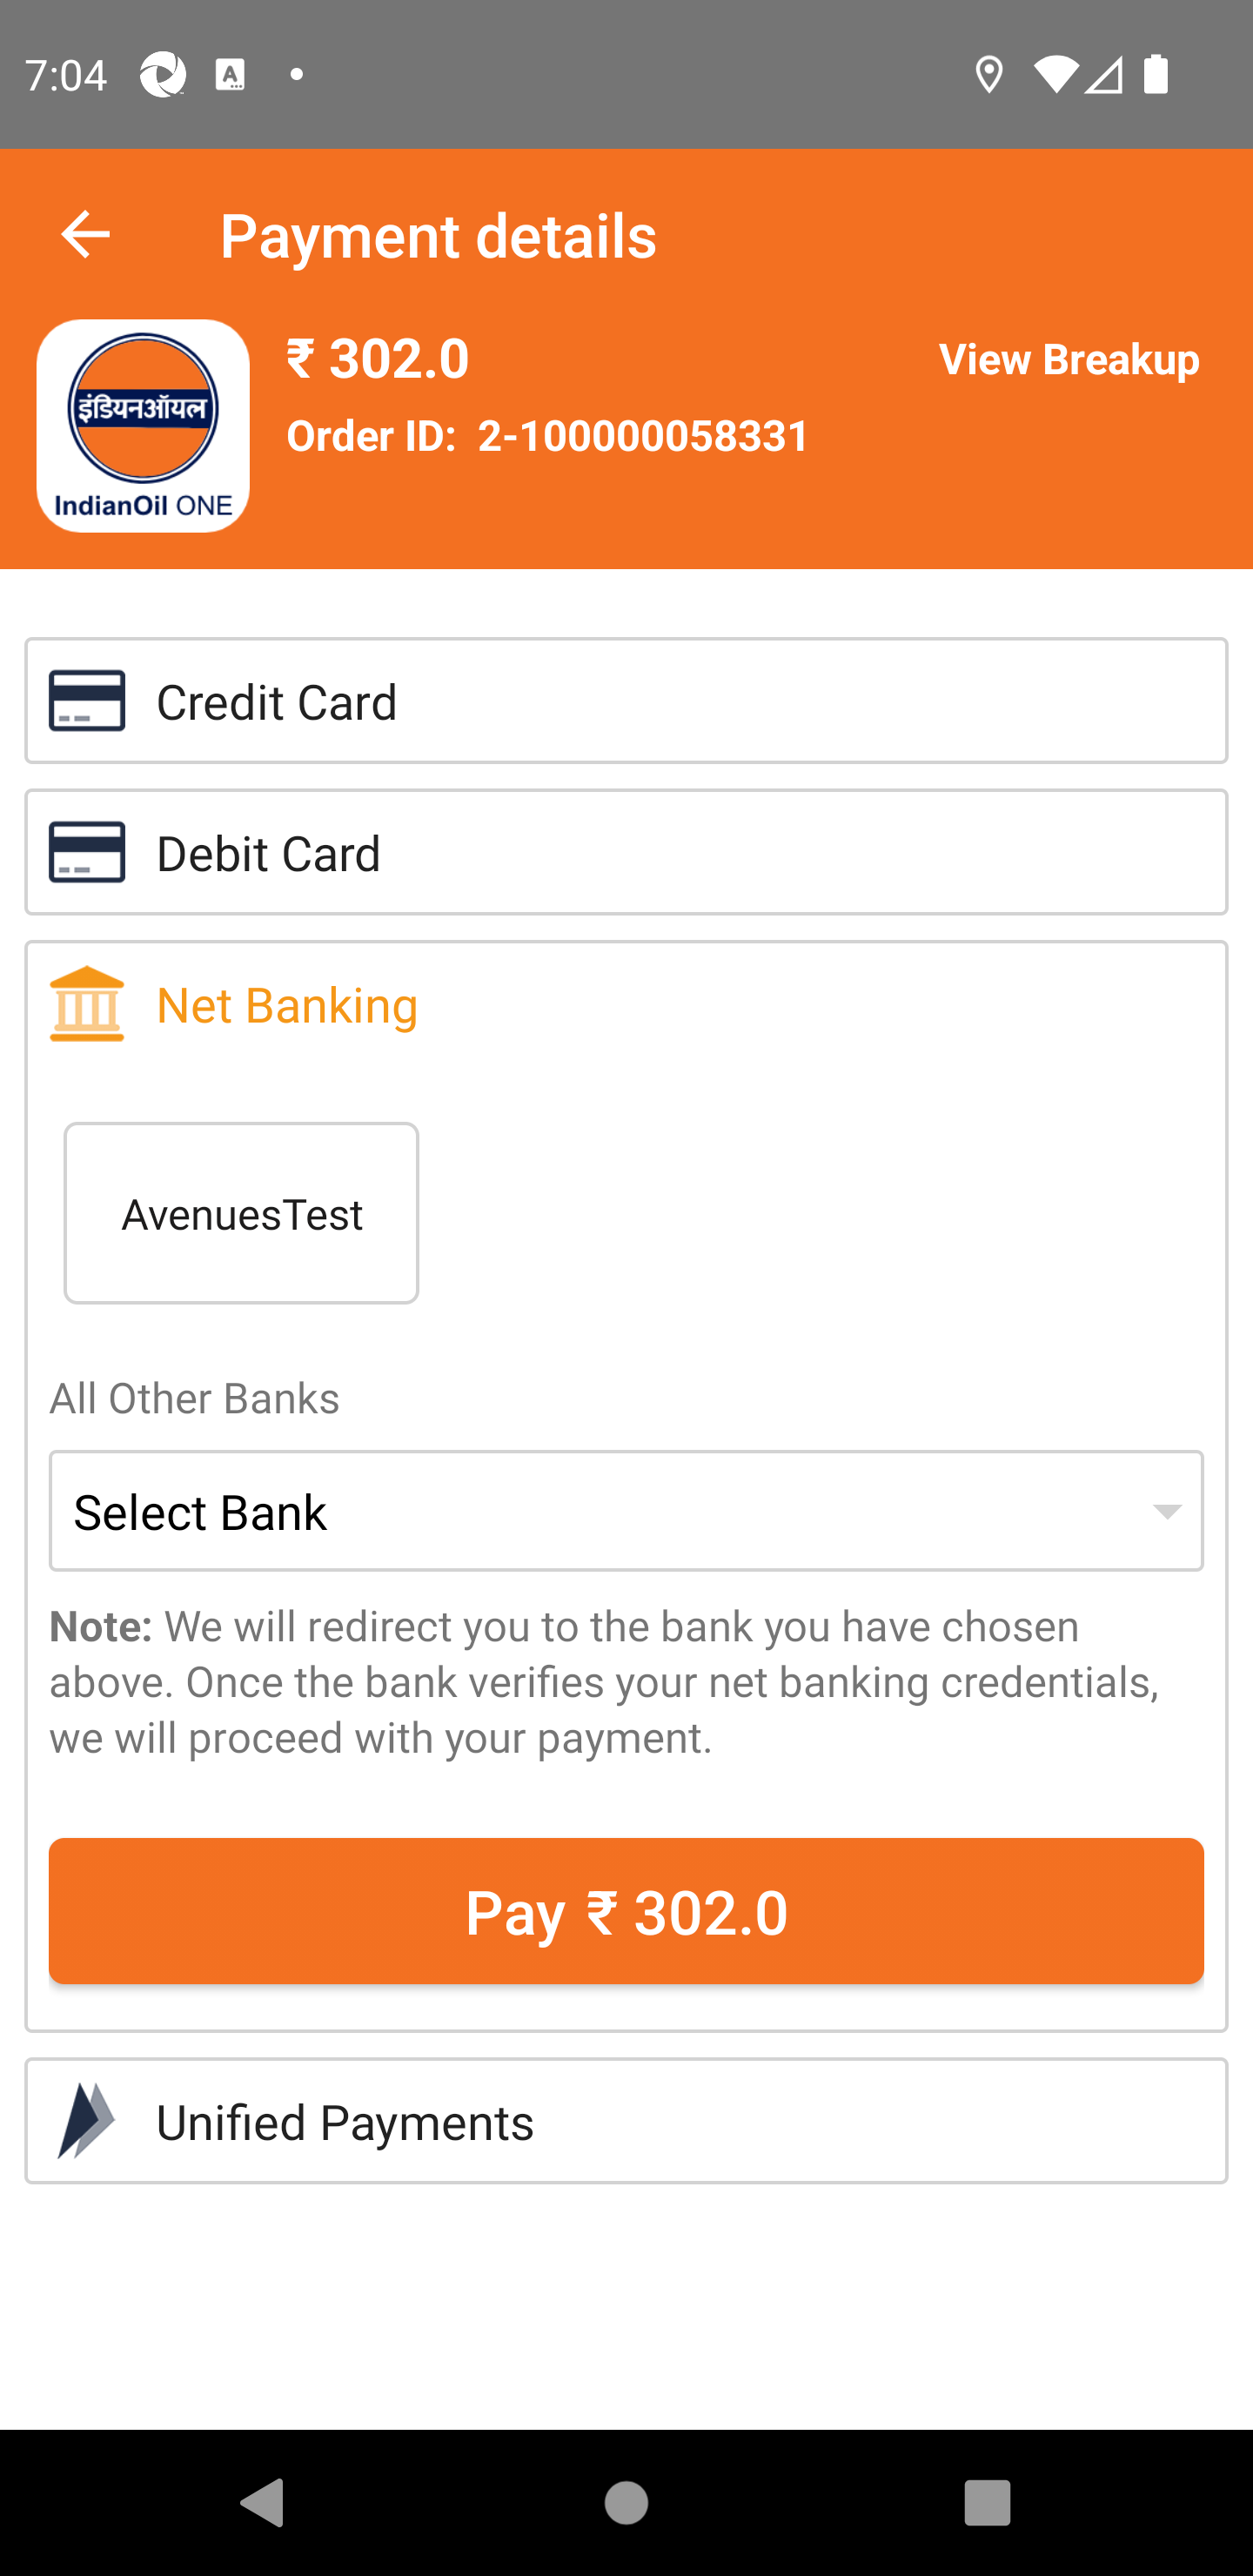 7:04
Payment details
₹ 302.0
View Breakup
Order ID: 2-100000058331
इंडियनऑयल
IndianOil ONE
Credit Card
Debit Card
Net Banking
AvenuesTest
All Other Banks
Select Bank
Note: We will redirect you to the bank you have chosen
above. Once the bank verifies your net banking credentials,
we will proceed with your payment.
Pay ₹ 302.0
Unified Payments